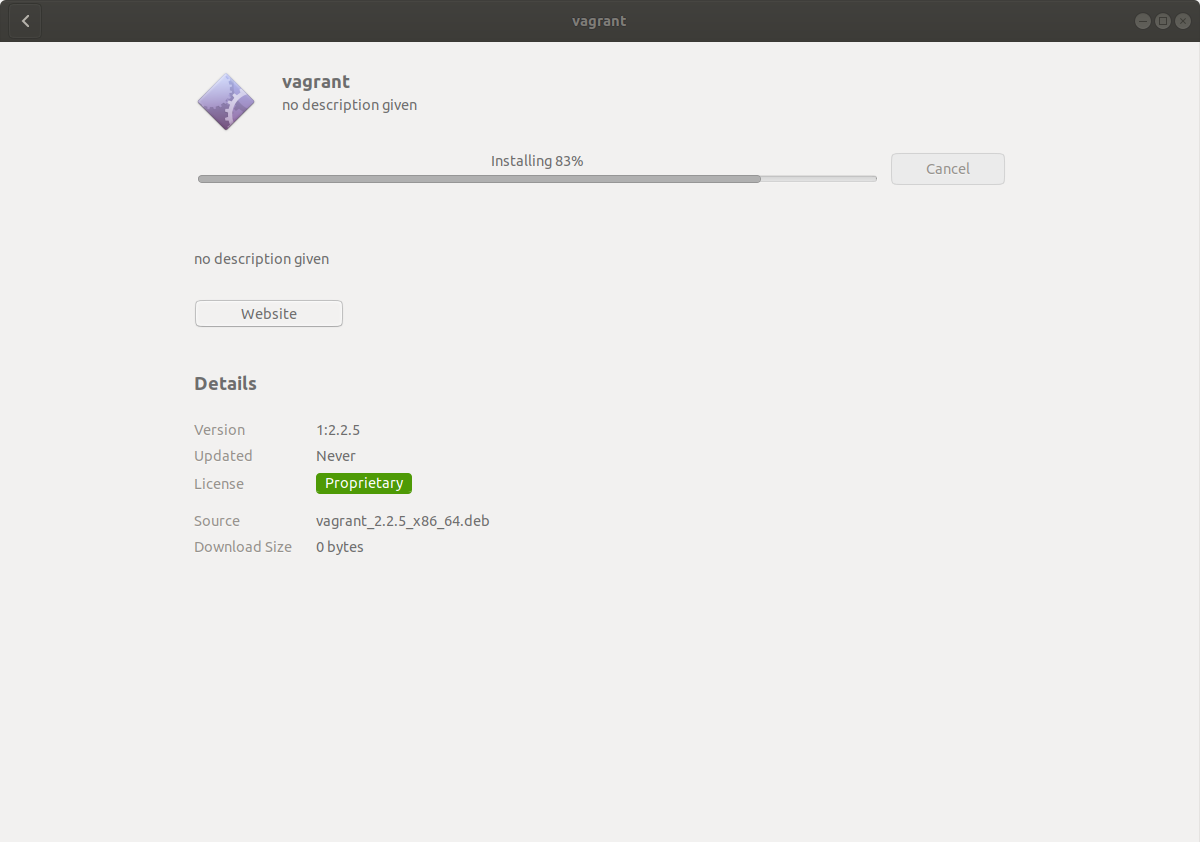 vagrant
vagrant
no description given
Installing 83%
Cancel
no description given
Website
Details
Version 1:2.2.5
Updated Never
License Proprietary
Source vagrant_2.2.5_x86_64.deb
Download Size 0 bytes